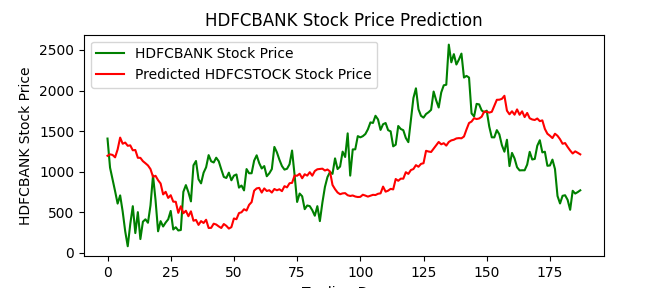 HDFCBANK Stock Price Prediction
HDFCBANK Stock Price
Predicted HDFCSTOCK Stock Price
HDFCBANK Stock Price
2500
2000
1500
1000
500
0
0 25 50 75 100 125 150 175